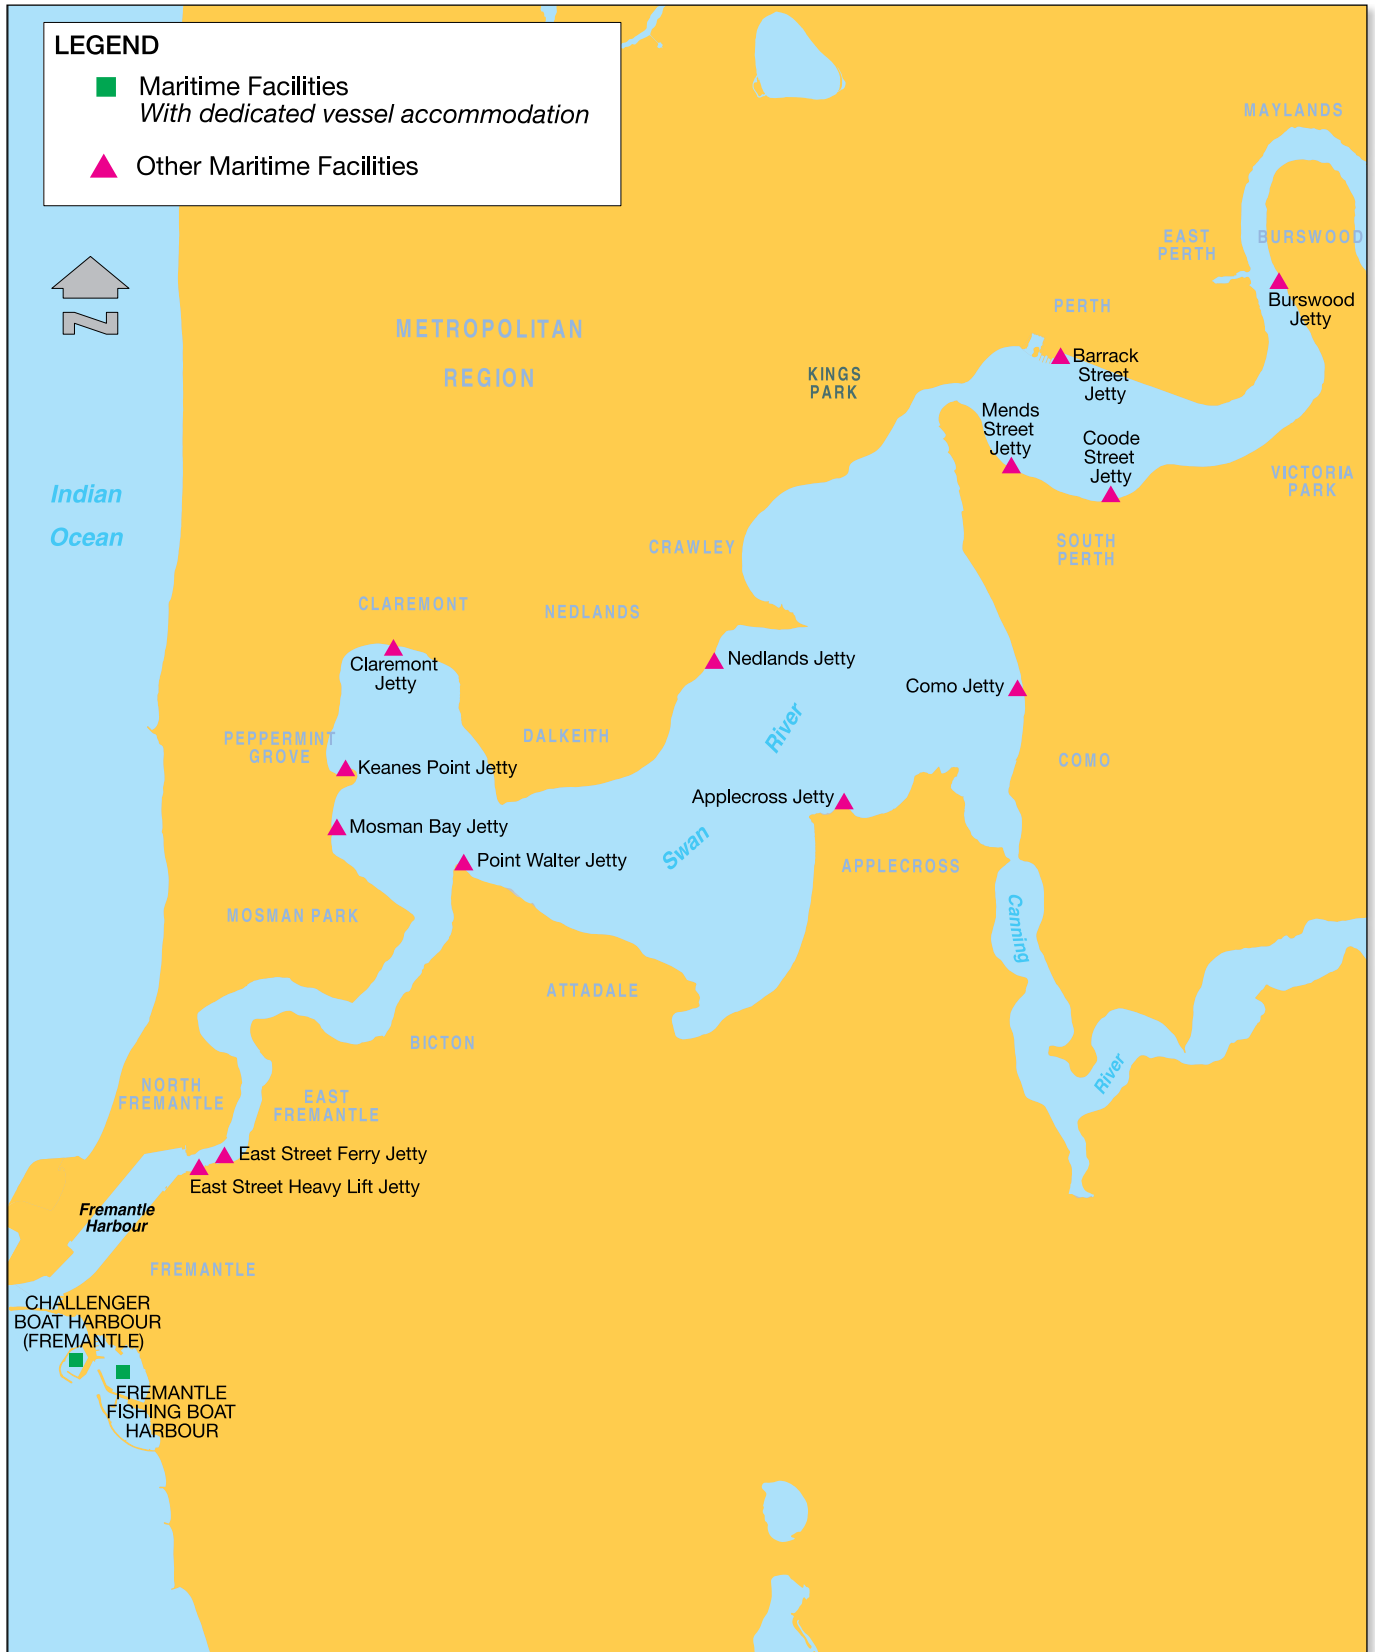 LEGEND
Maritime Facilities
With dedicated vessel accommodation
Other Maritime Facilities
N
MAYLANDS
EAST
PERTH
BURSWOOD
Burswood
Jetty
PERTH
METROPOLITAN
REGION
Barrack
Street
Jetty
KINGS
PARK
Mends
Street
Jetty
Coode
Street
Jetty
VICTORIA
PARK
Indian
Ocean
SOUTH
PERTH
CRAWLEY
CLAREMONT
NEDLANDS
Claremont
Jetty
Nedlands Jetty
Como Jetty
River
PEPPERMINT
GROVE
DALKEITH
COMO
Keanes Point Jetty
Applecross Jetty
Mosman Bay Jetty
Swan
Point Walter Jetty
APPLECROSS
MOSMAN PARK
Canning
ATTADALE
BICTON
River
NORTH
FREMANTLE
EAST
FREMANTLE
East Street Ferry Jetty
East Street Heavy Lift Jetty
Fremantle
Harbour
FREMANTLE
CHALLENGER
BOAT HARBOUR
(FREMANTLE)
FREMANTLE
FISHING BOAT
HARBOUR